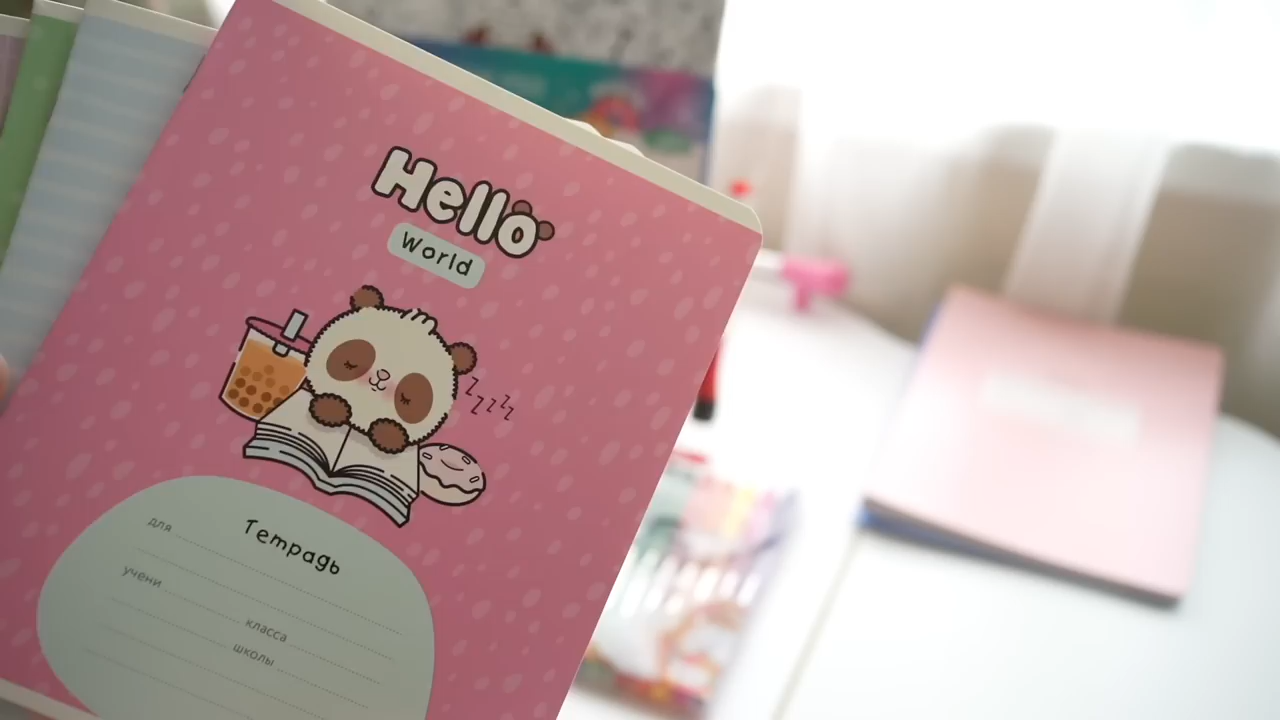 Hello
World
z z z z z
Тетрадь
для
учени
класса
школы